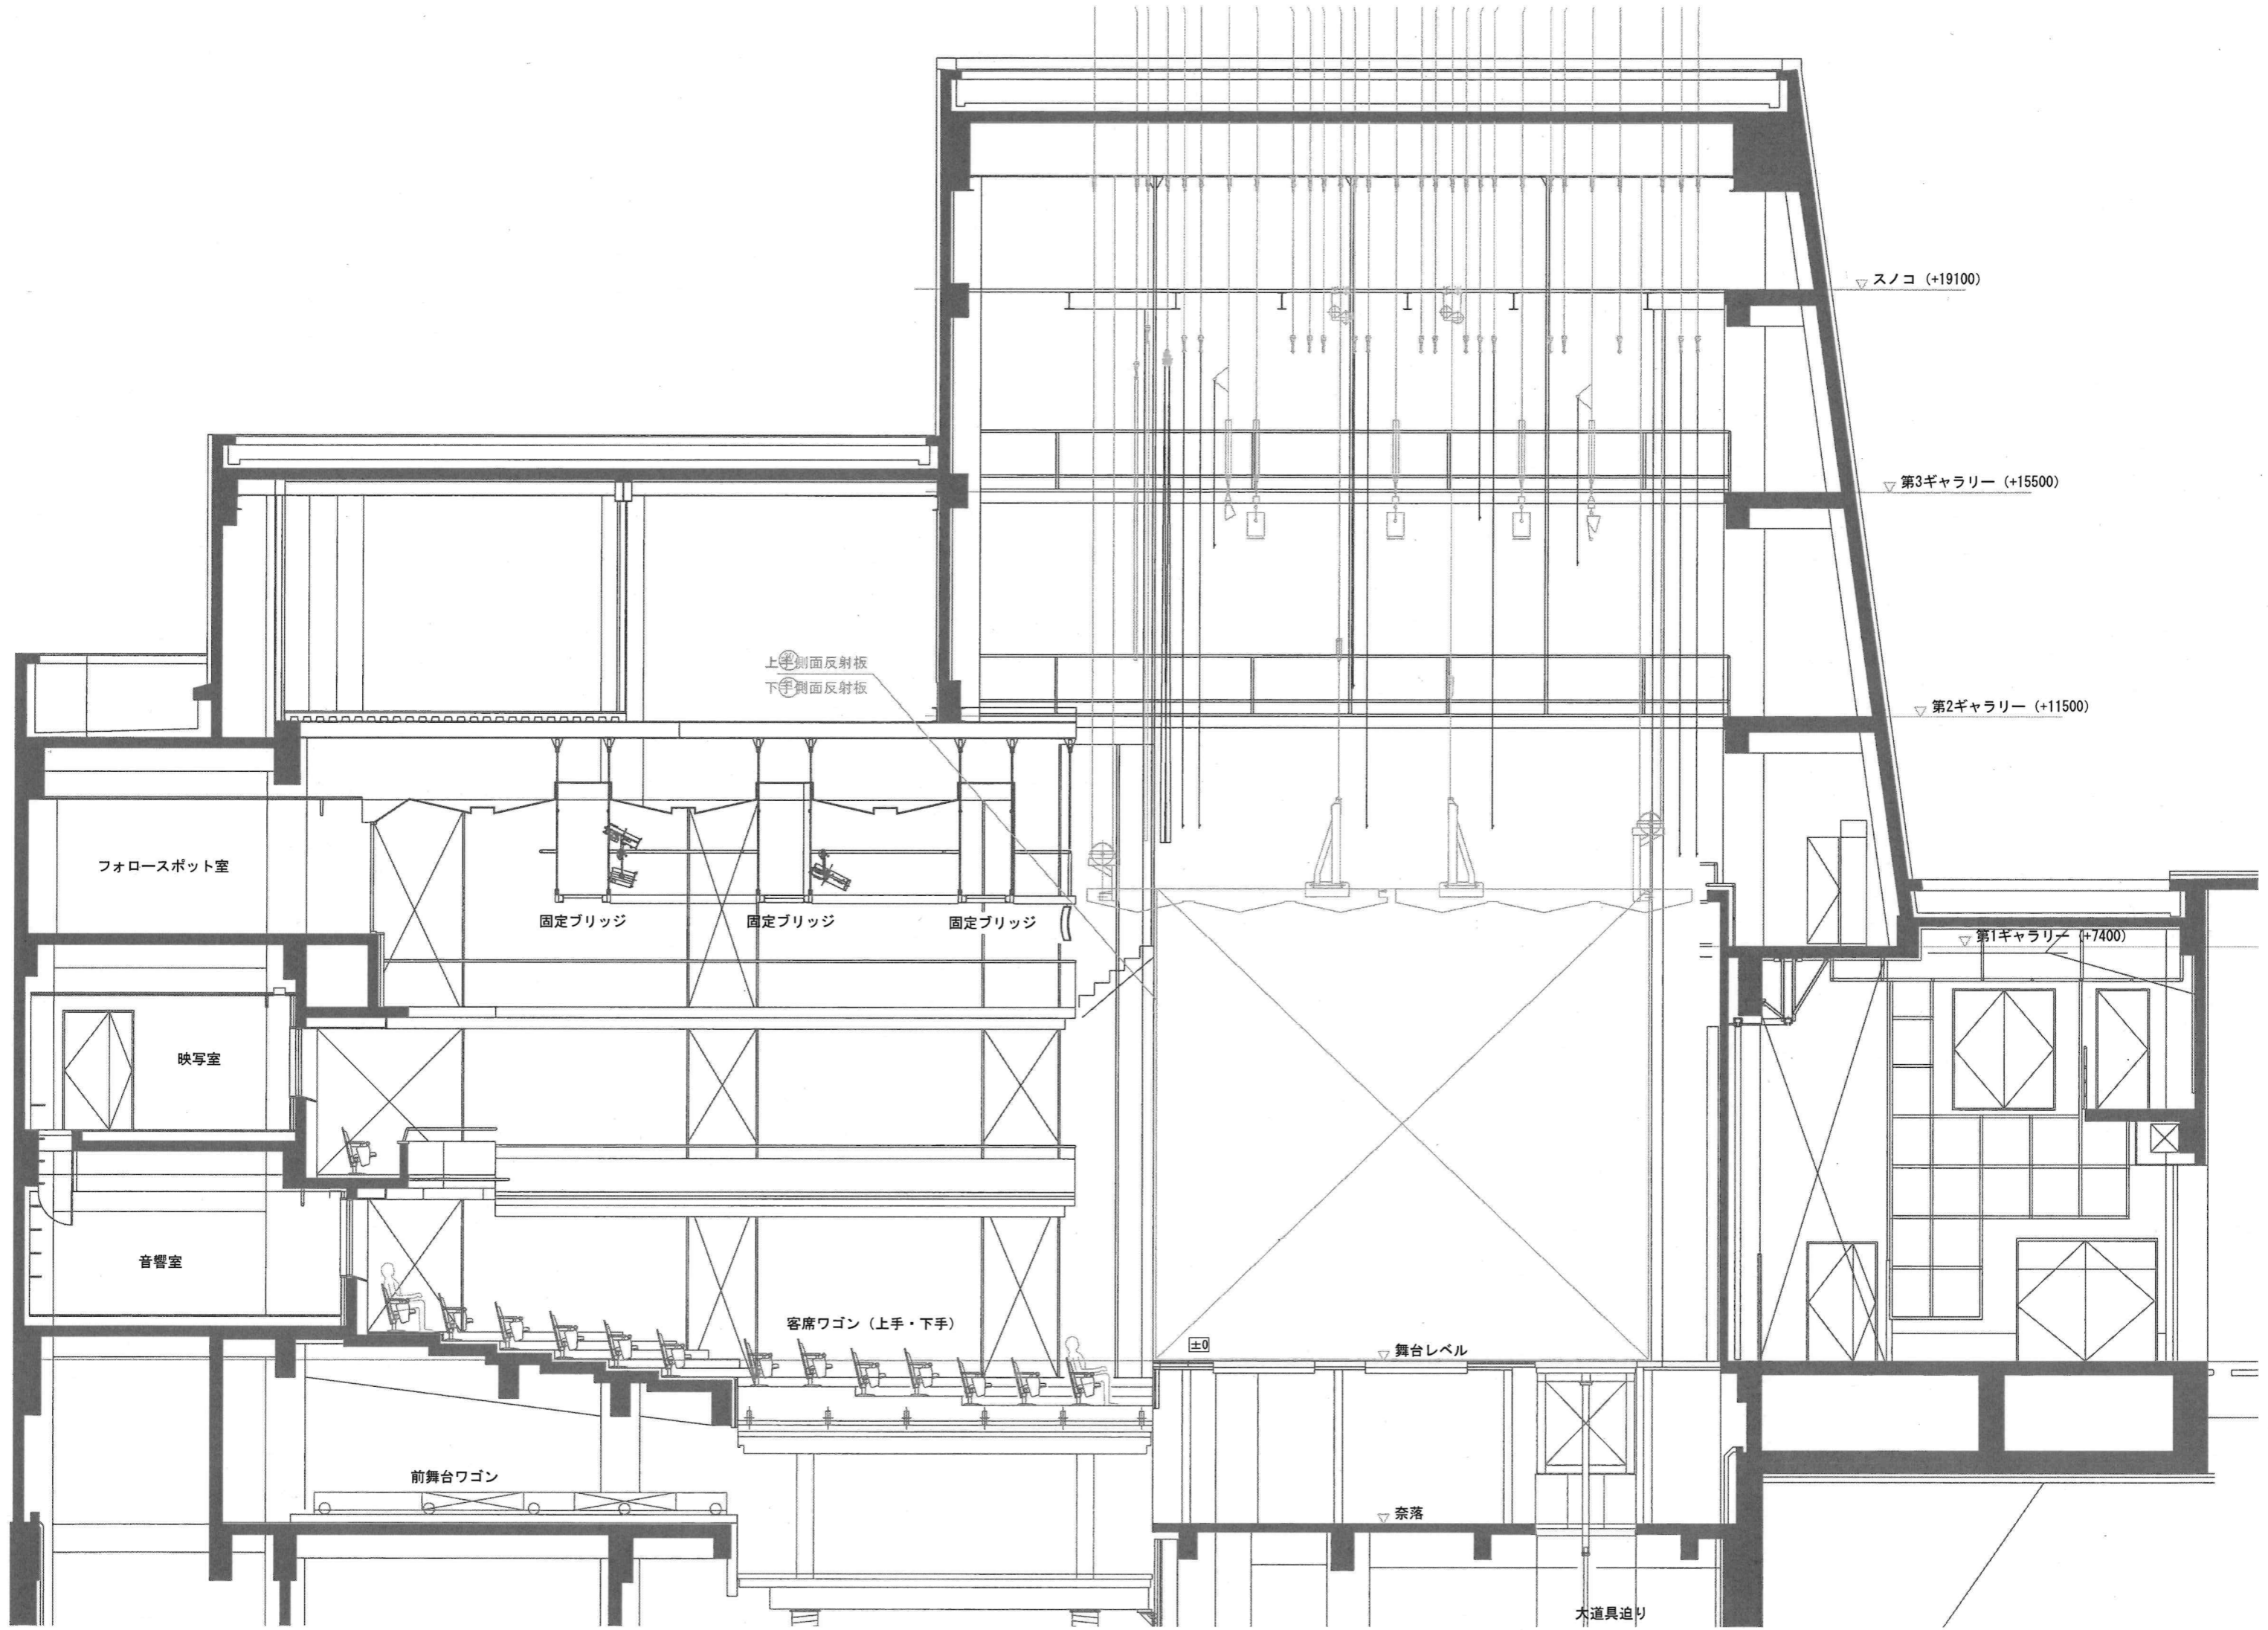 スノコ (+19100)
第3ギャラリー (+15500)
上手側面反射板
下手側面反射板
第2ギャラリー (+11500)
フォロースポット室
固定ブリッジ
固定ブリッジ
固定ブリッジ
第1ギャラリー (+7400)
映写室
音響室
客席ワゴン（上手・下手）
±0
舞台レベル
前舞台ワゴン
奈落
大道具迫り